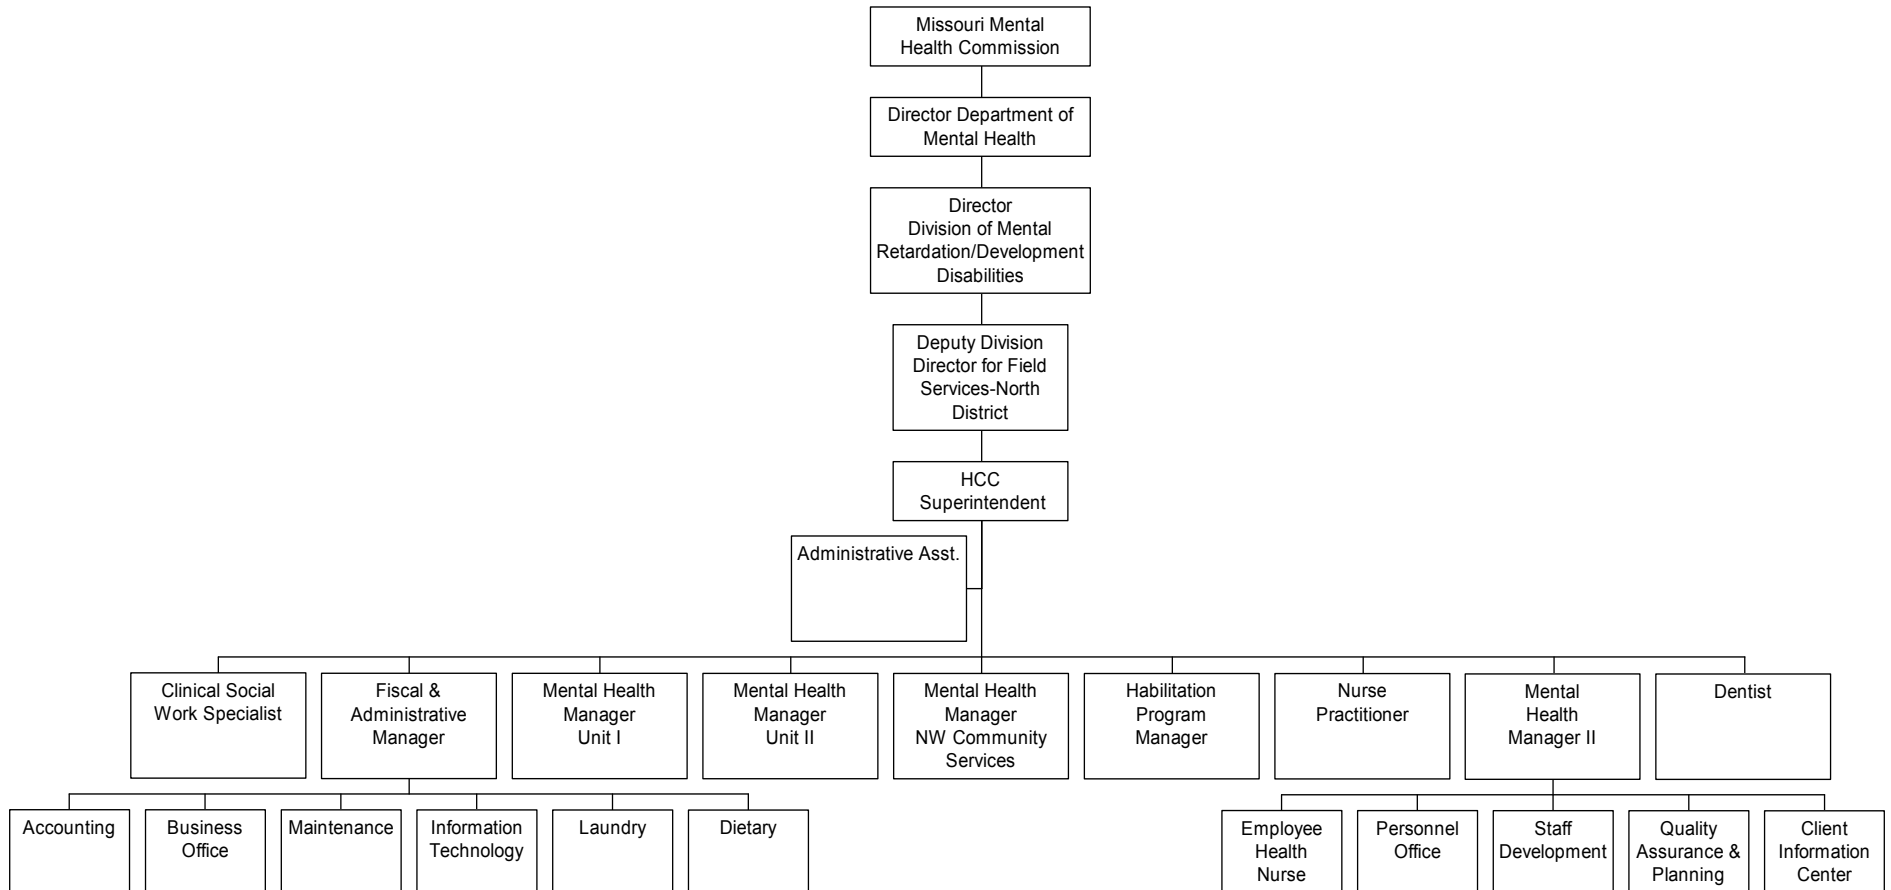 Missouri Mental
Health Commission
Director Department of
Mental Health
Director
Division of Mental
Retardation/Development
Disabilities
Deputy Division
Director for Field
Services-North
District
HCC
Superintendent
Administrative Asst.
Clinical Social
Work Specialist
Fiscal &
Administrative
Manager
Mental Health
Manager
Unit I
Mental Health
Manager
Unit II
Mental Health
Manager
NW Community
Services
Habilitation
Program
Manager
Nurse
Practitioner
Mental
Health
Manager II
Dentist
Accounting
Business
Office
Maintenance
Information
Technology
Laundry
Dietary
Employee
Health
Nurse
Personnel
Office
Staff
Development
Quality
Assurance &
Planning
Client
Information
Center